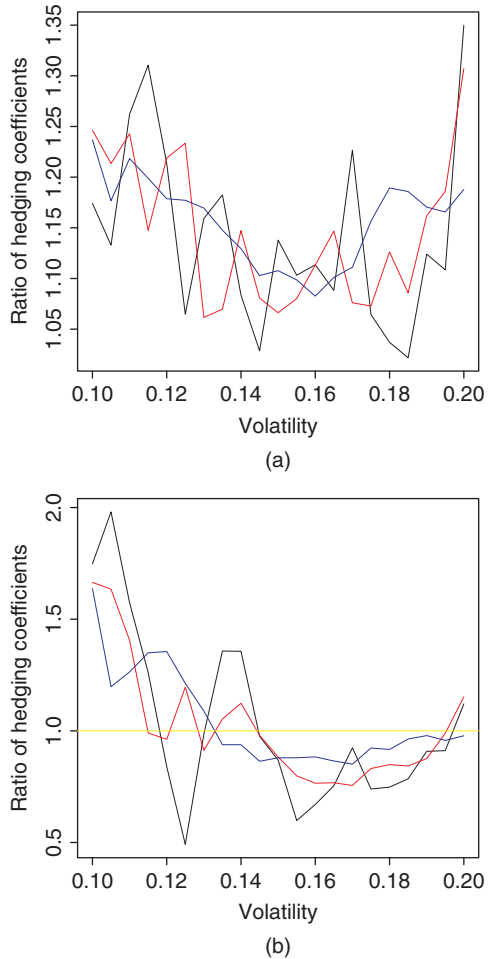 1.35
1.30
1.25
1.20
1.15
1.10
1.05
Ratio of hedging coefficients
0.10 0.12 0.14 0.16 0.18 0.20
Volatility
(a)
2.0
1.5
1.0
0.5
Ratio of hedging coefficients
0.10 0.12 0.14 0.16 0.18 0.20
Volatility
(b)